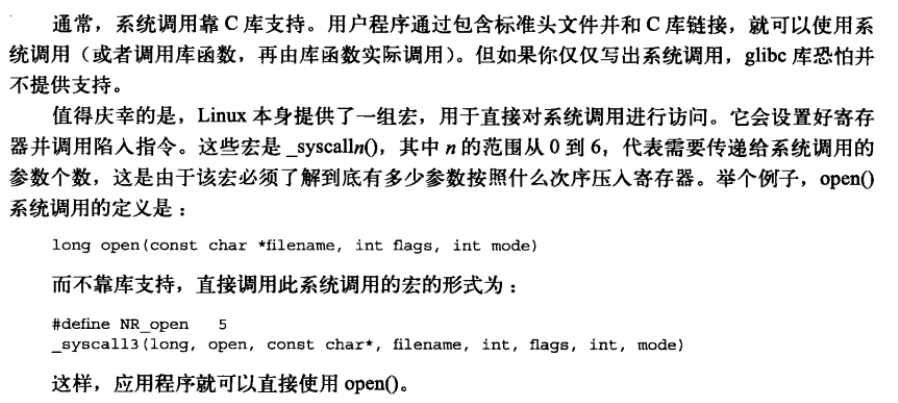 通常，系统调用靠 C 库支持。用户程序通过包含标准头文件并和 C 库链接，就可以使用系
统调用（或者调用库函数，再由库函数实际调用）。但如果你仅仅写出系统调用，glibc 库恐怕并
不提供支持。
值得庆幸的是，Linux 本身提供了一组宏，用于直接对系统调用进行访问。它会设置好寄存
器并调用陷入指令。这些宏是 _syscalln()，其中 n 的范围从 0 到 6，代表需要传递给系统调用的
参数个数，这是由于该宏必须了解到底有多少参数按照什么次序压入寄存器。举个例子，open()
系统调用的定义是：
long open(const char *filename, int flags, int mode)
而不靠库支持，直接调用此系统调用的宏的形式为：
#define NR_open 5
_syscall3(long, open, const char*, filename, int, flags, int, mode)
这样，应用程序就可以直接使用 open()。